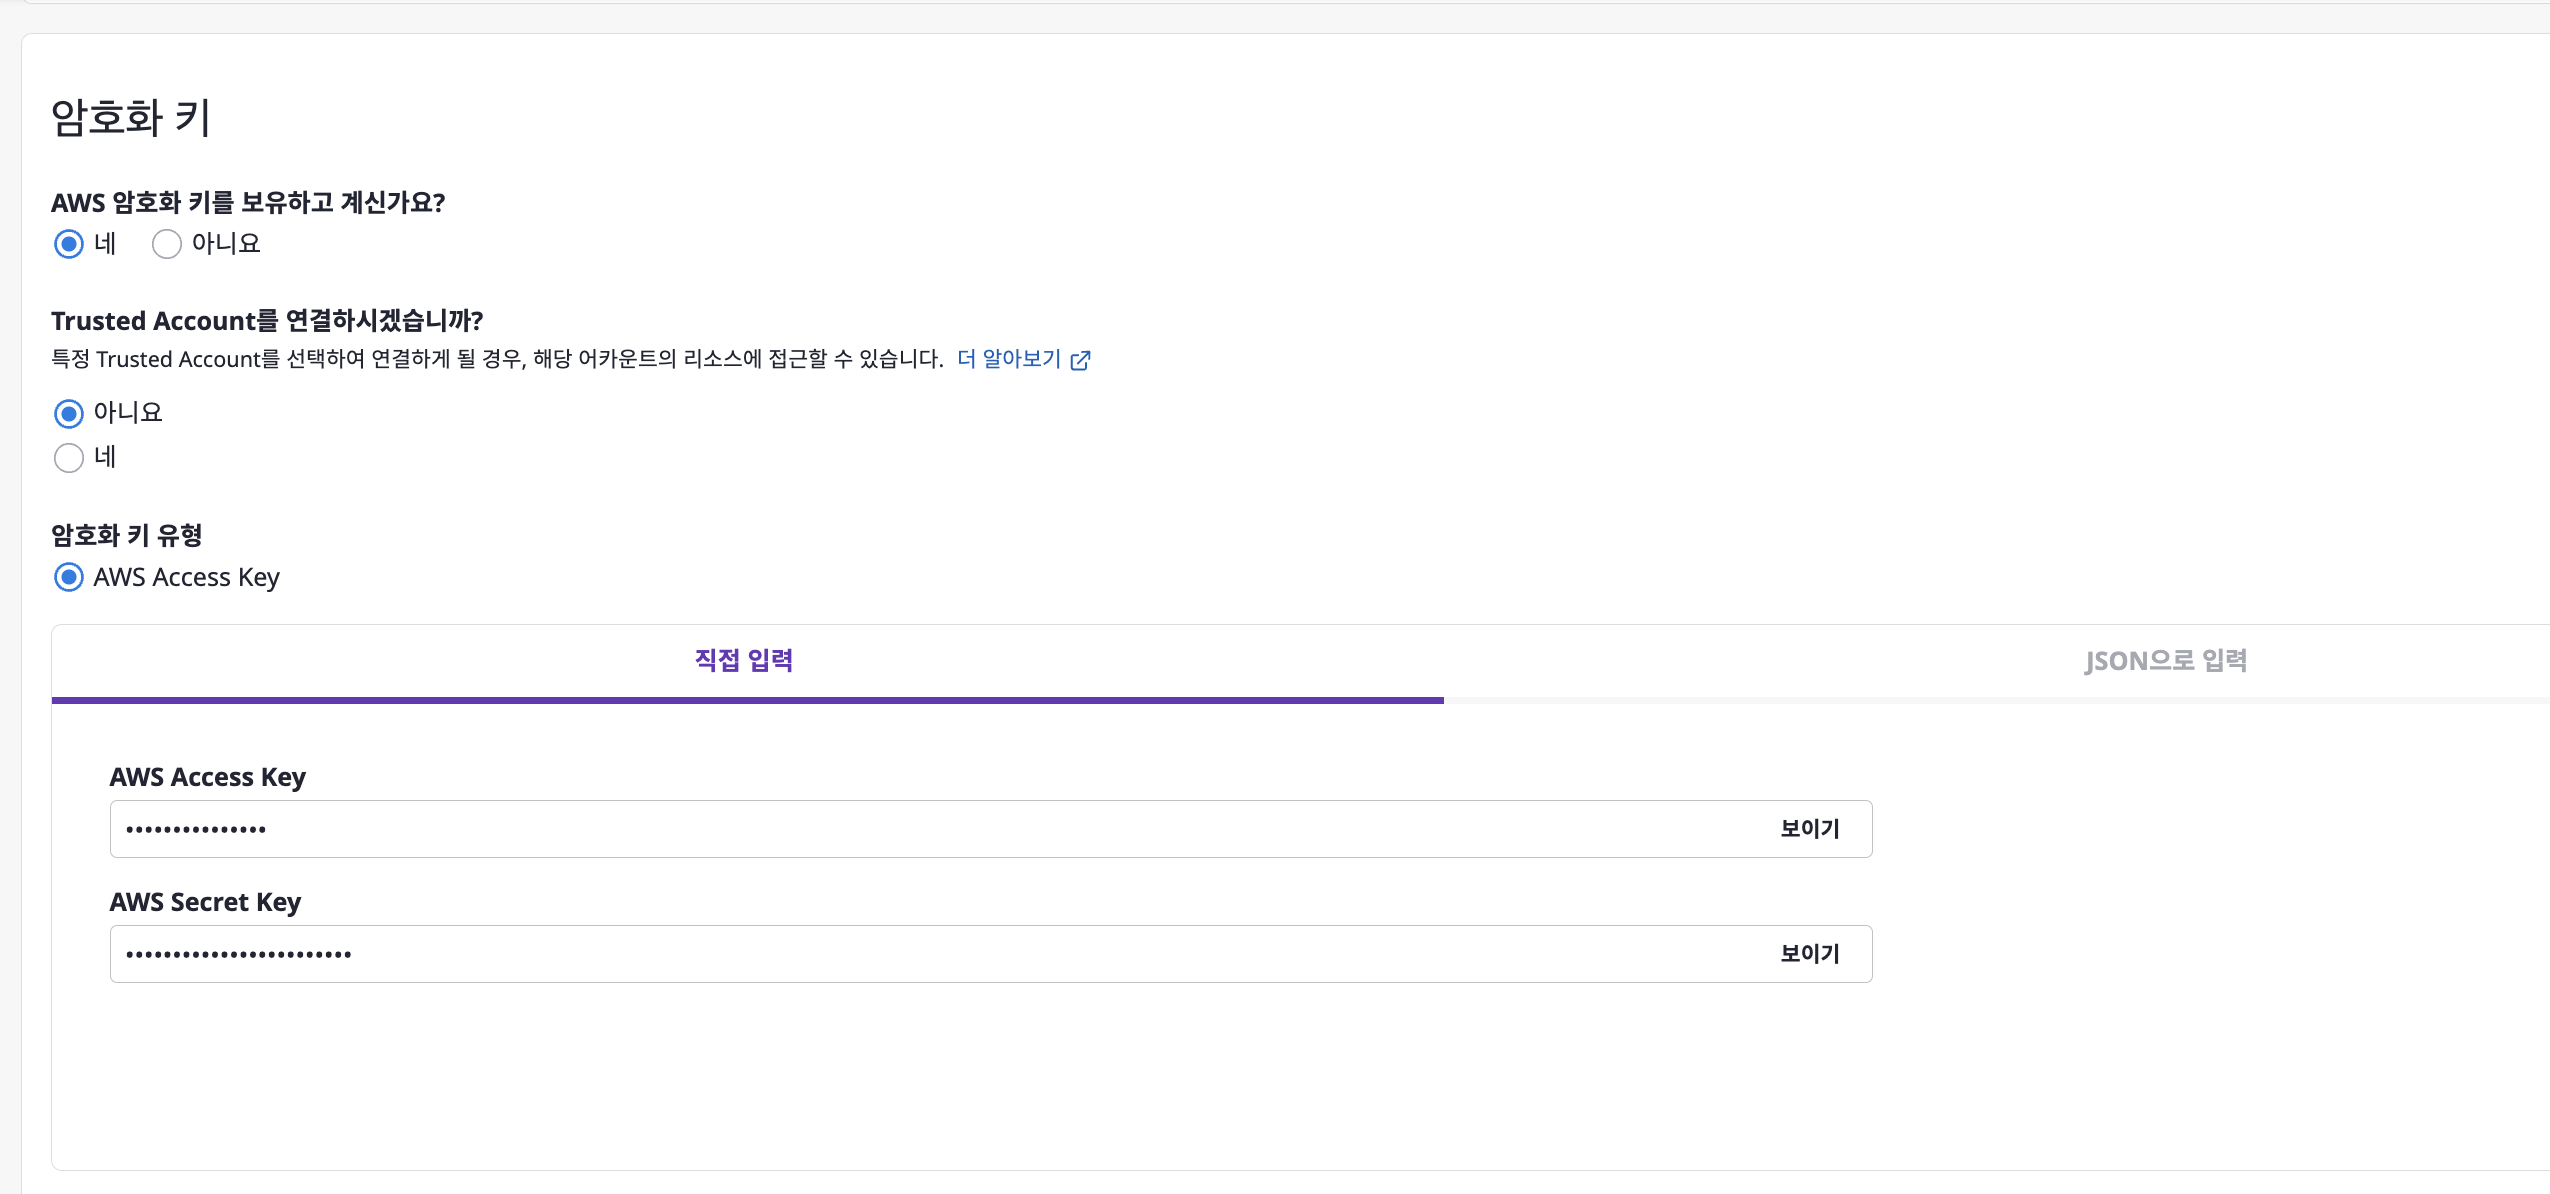 암호화 키
AWS 암호화 키를 보유하고 계신가요?
네 아니요
Trusted Account를 연결하시겠습니까?
특정 Trusted Account를 선택하여 연결하게 될 경우, 해당 어카운트의 리소스에 접근할 수 있습니다. 더 알아보기
아니요
네
암호화 키 유형
AWS Access Key
직접 입력 JSON으로 입력
AWS Access Key
••••••••••••••• 보이기
AWS Secret Key
•••••••••••••••••••••••• 보이기